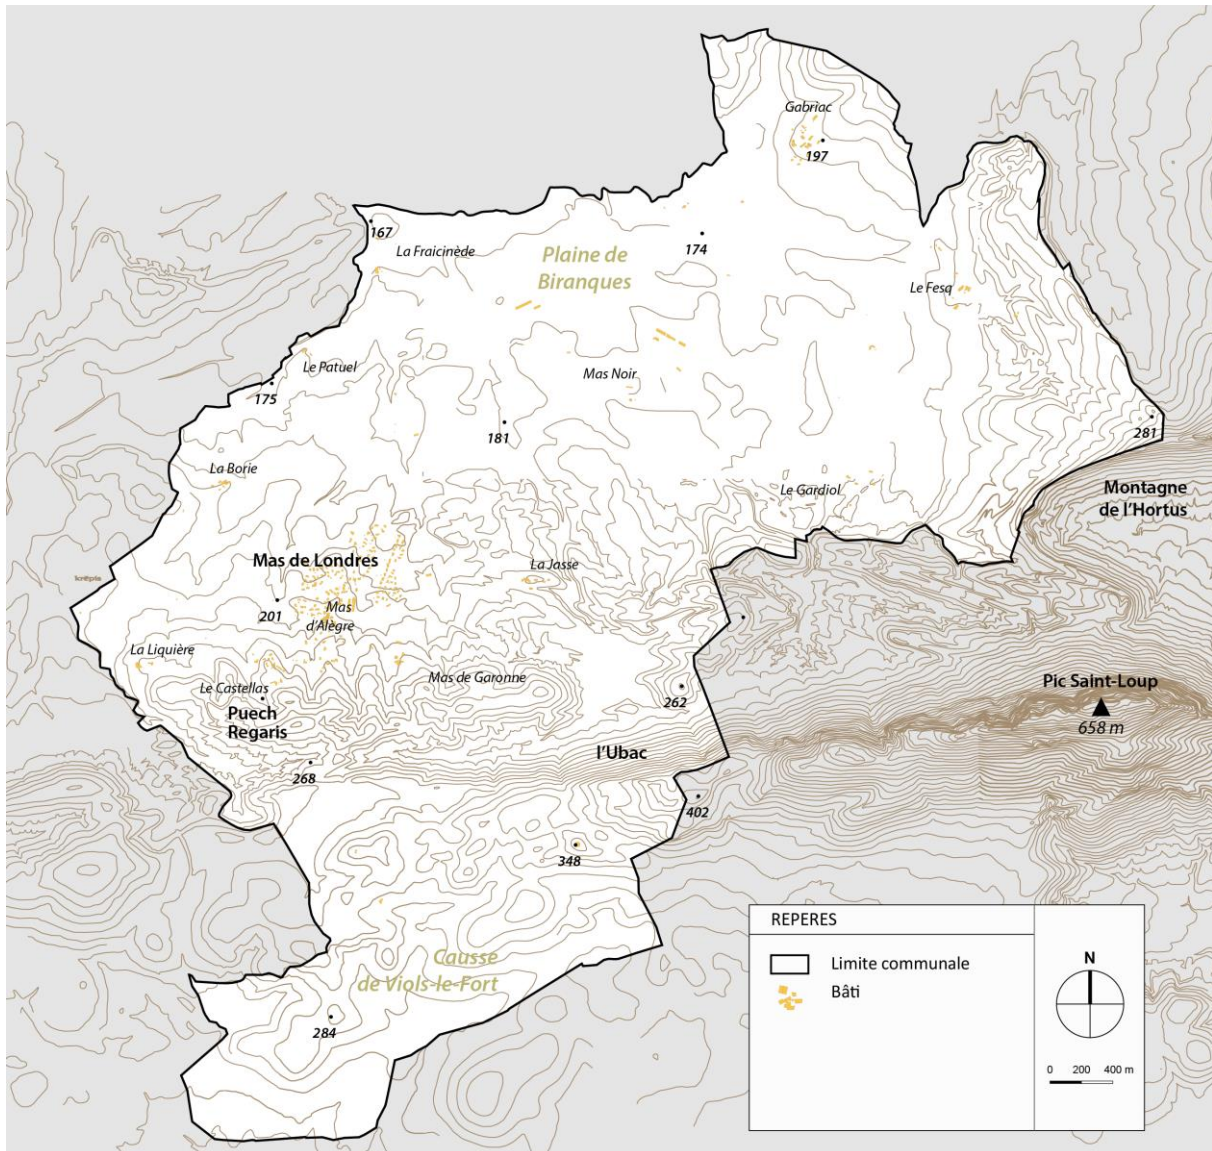 Gabriac
197
167
La Fraicinède
174
Plaine de
Biranques
Le Fesq
Le Patuel
175
Mas Noir
181
281
La Borie
Le Gardiol
Montagne
de l'Hortus
Mas de Londres
La Jasse
201
Mas
d'Alègre
La Liquière
Le Castellas
Mas de Garonne
Puech
Regaris
262
Pic Saint-Loup
658 m
l'Ubac
268
402
348
Causse
de Viols-le-Fort
284
REPERES
Limite communale
Bâti
N
0 200 400 m